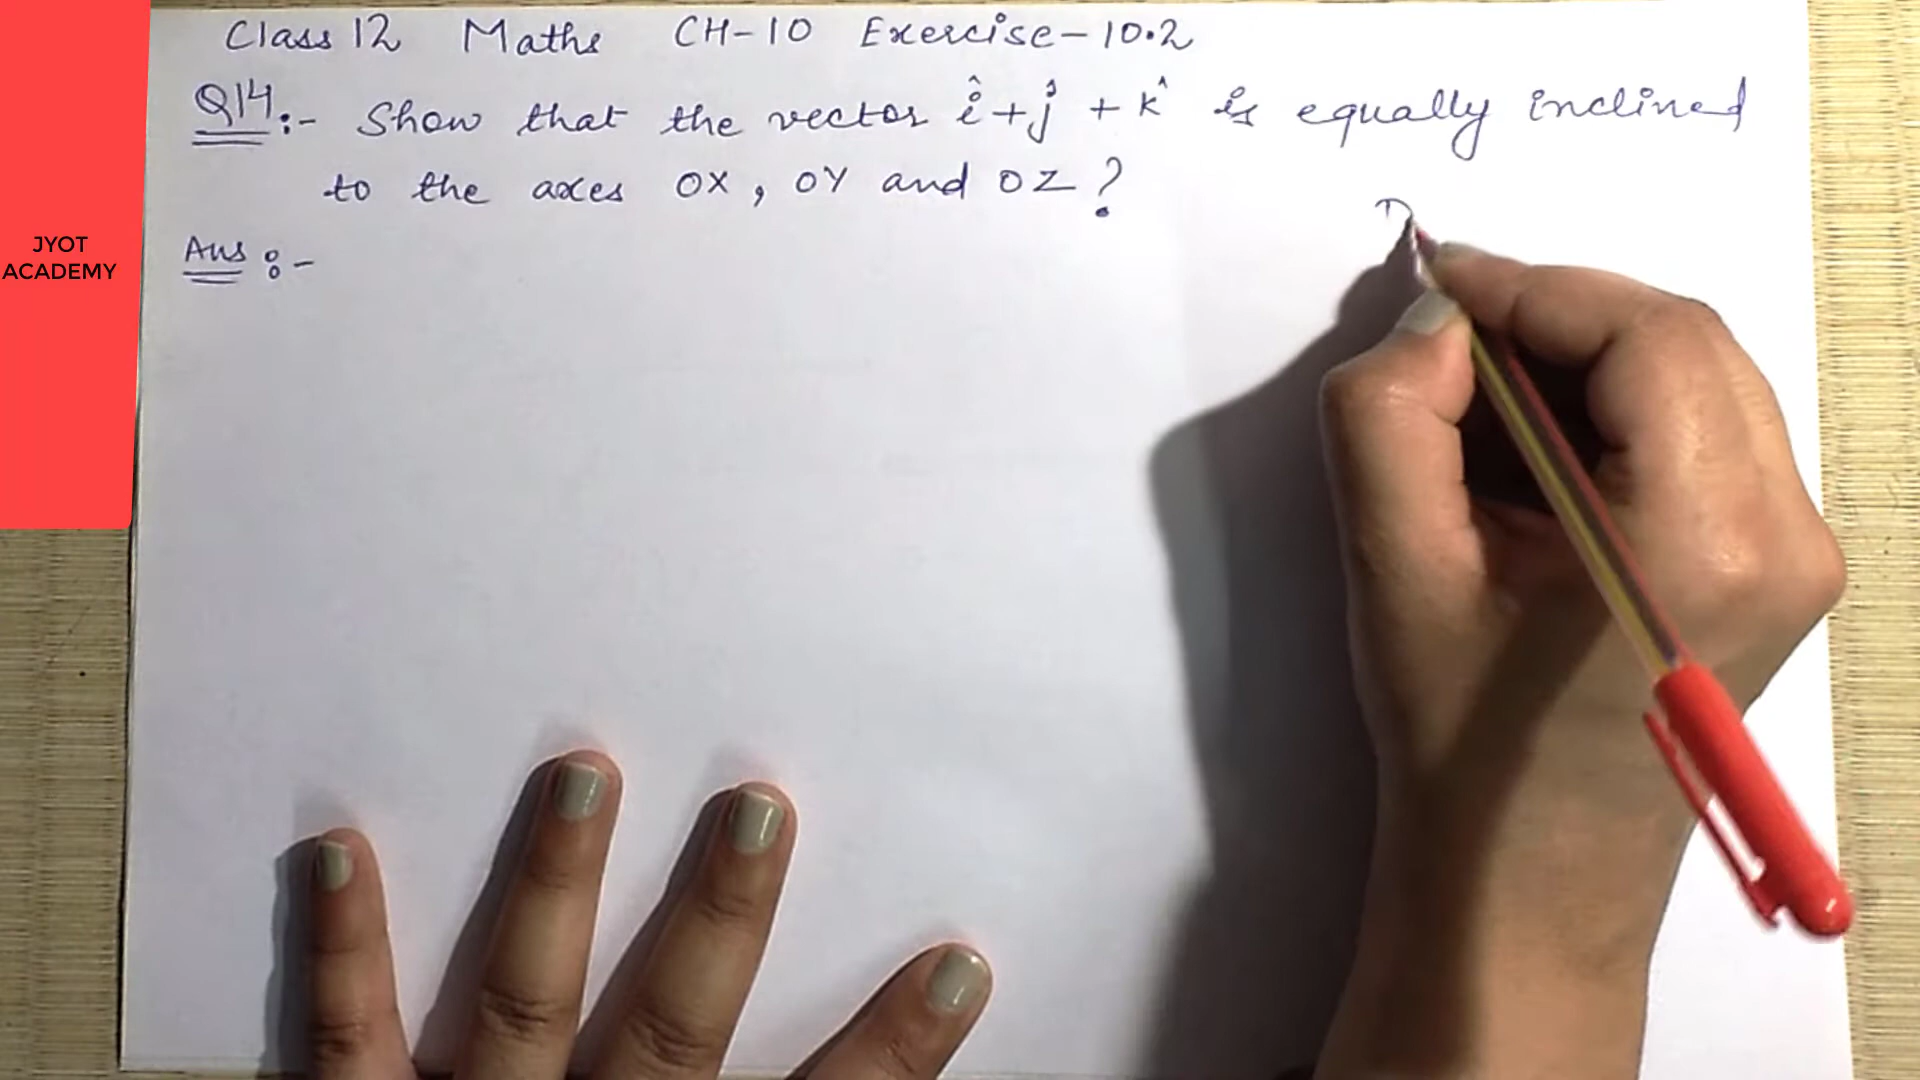 Class 12 Maths CH-10 Exercise-10.2
Q14:- Show that the vector î + ĵ + k̂ is equally inclined
to the axes OX, OY and OZ?
Ans:-
D
JYOT
ACADEMY